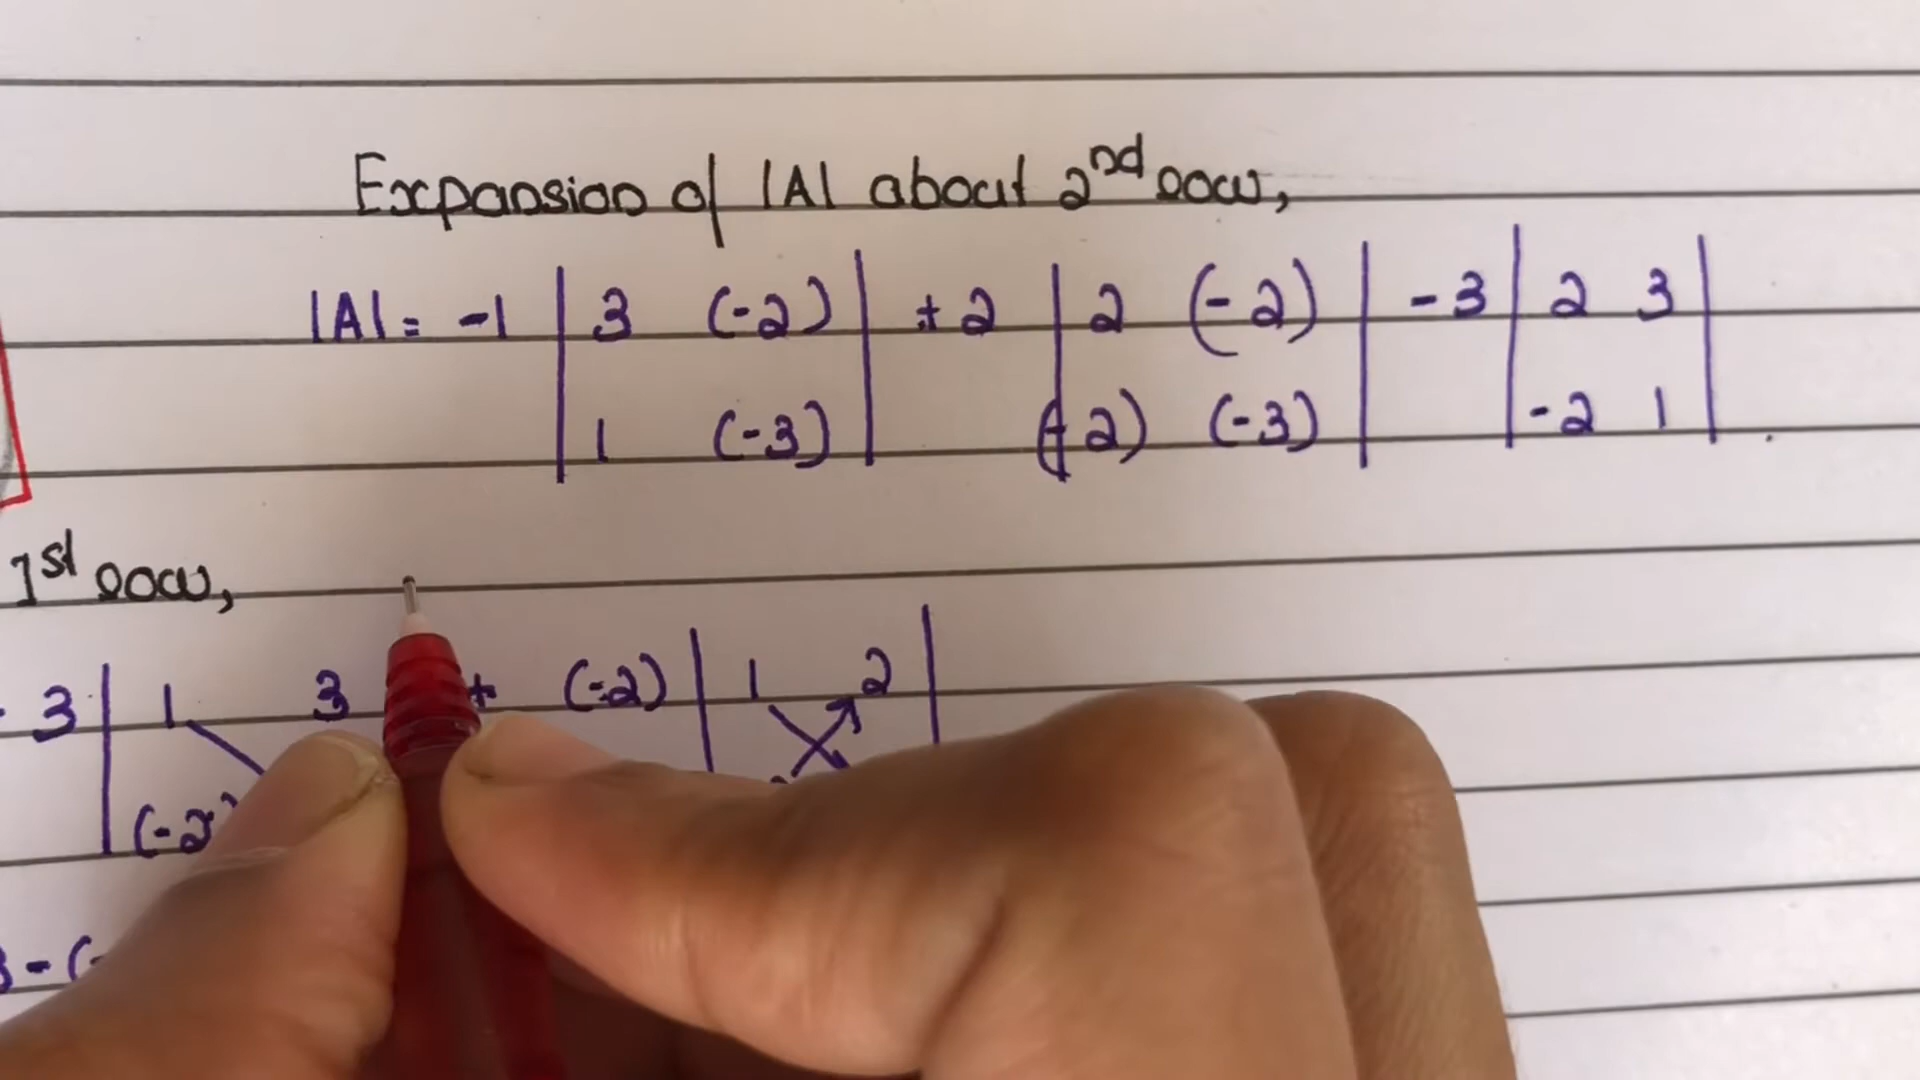 Expansion of |A| about 2nd row,
|A| = -1 | 3 (-2) | + 2 | 2 (-2) | - 3 | 2 3 |
| 1 (-3) | | (-2) (-3) | | -2 1 |
1st row,
3 | 1 3 + (-2) | 1 2 |
| (-2)
- (-